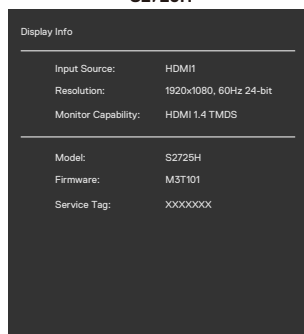 S2725H
Display Info
Input Source: HDMI1
Resolution: 1920x1080, 60Hz 24-bit
Monitor Capability: HDMI 1.4 TMDS
Model: S2725H
Firmware: M3T101
Service Tag: XXXXXXX